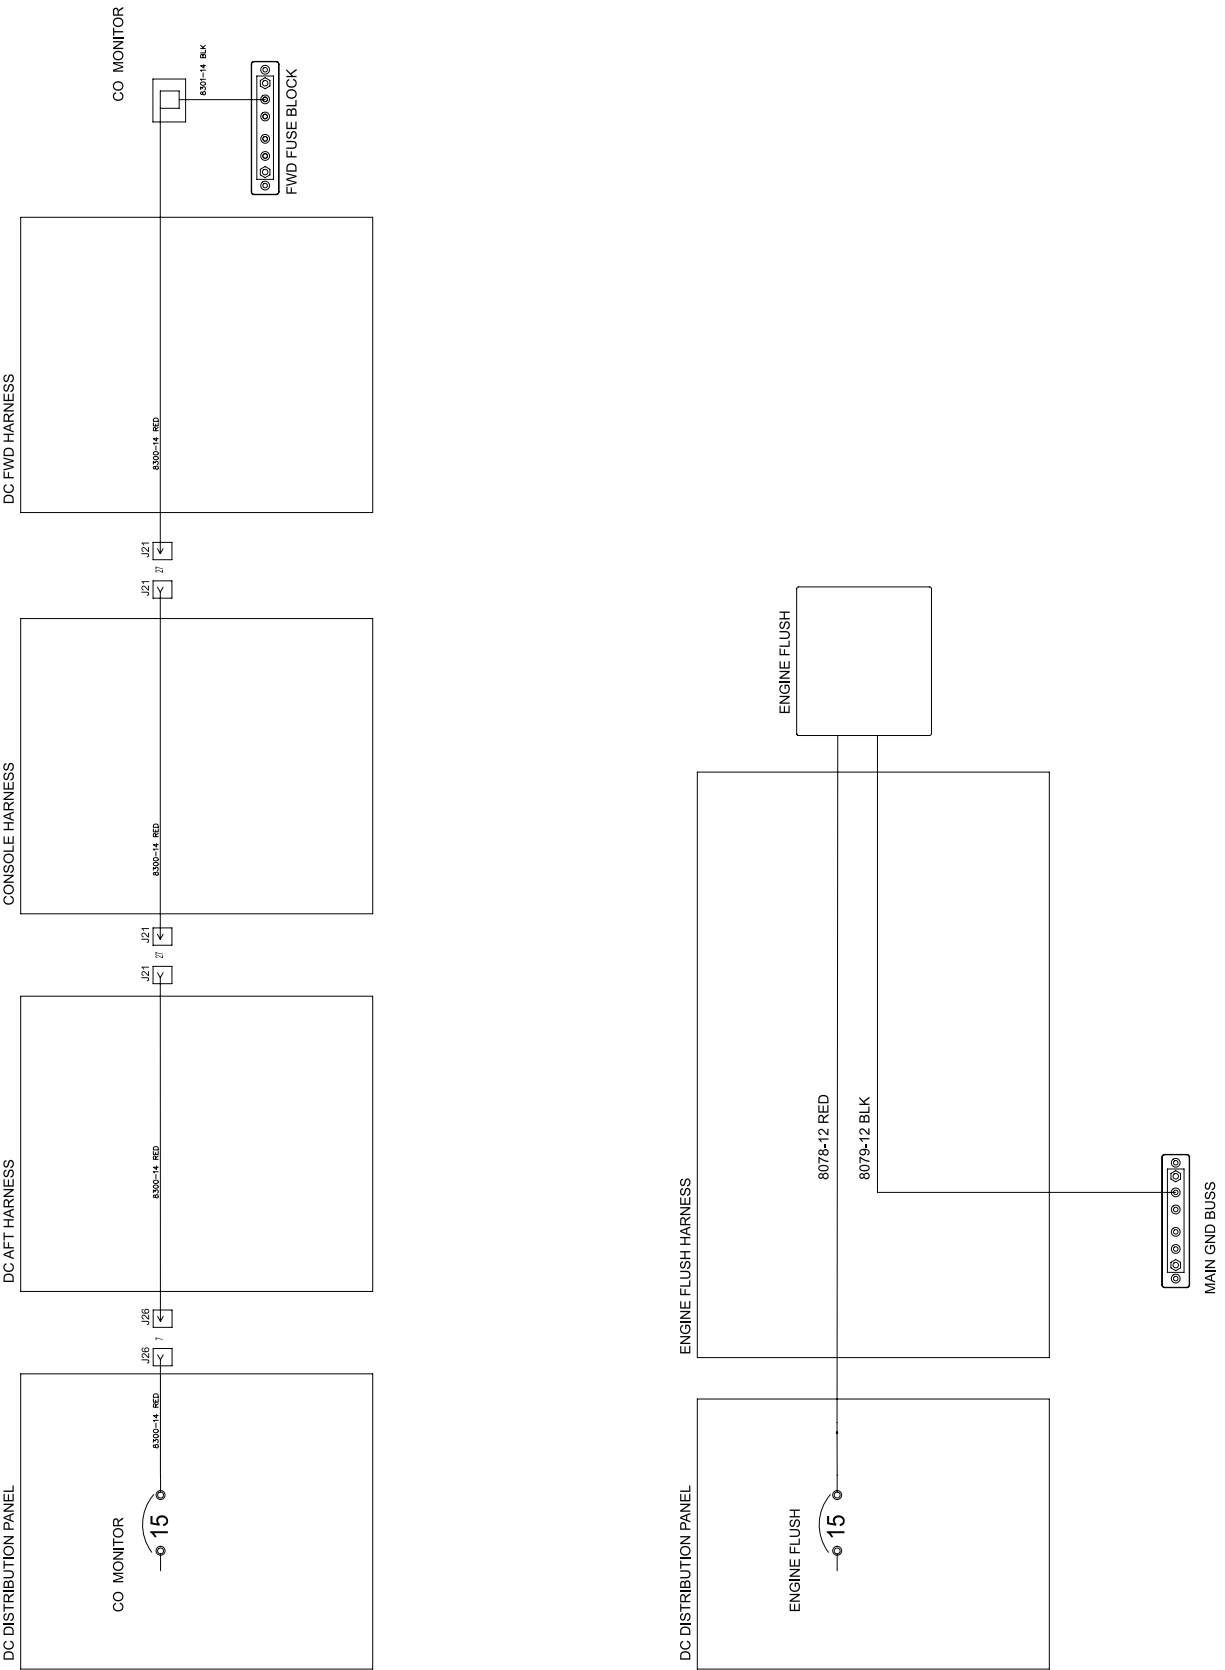 DC DISTRIBUTION PANEL
CO MONITOR
15
8300-14 RED
J26
7
J26
DC AFT HARNESS
8300-14 RED
J21
27
J21
CONSOLE HARNESS
8300-14 RED
J21
27
J21
DC FWD HARNESS
8300-14 RED
CO MONITOR
8301-14 BLK
FWD FUSE BLOCK
DC DISTRIBUTION PANEL
ENGINE FLUSH
15
ENGINE FLUSH HARNESS
8078-12 RED
8079-12 BLK
ENGINE FLUSH
MAIN GND BUSS